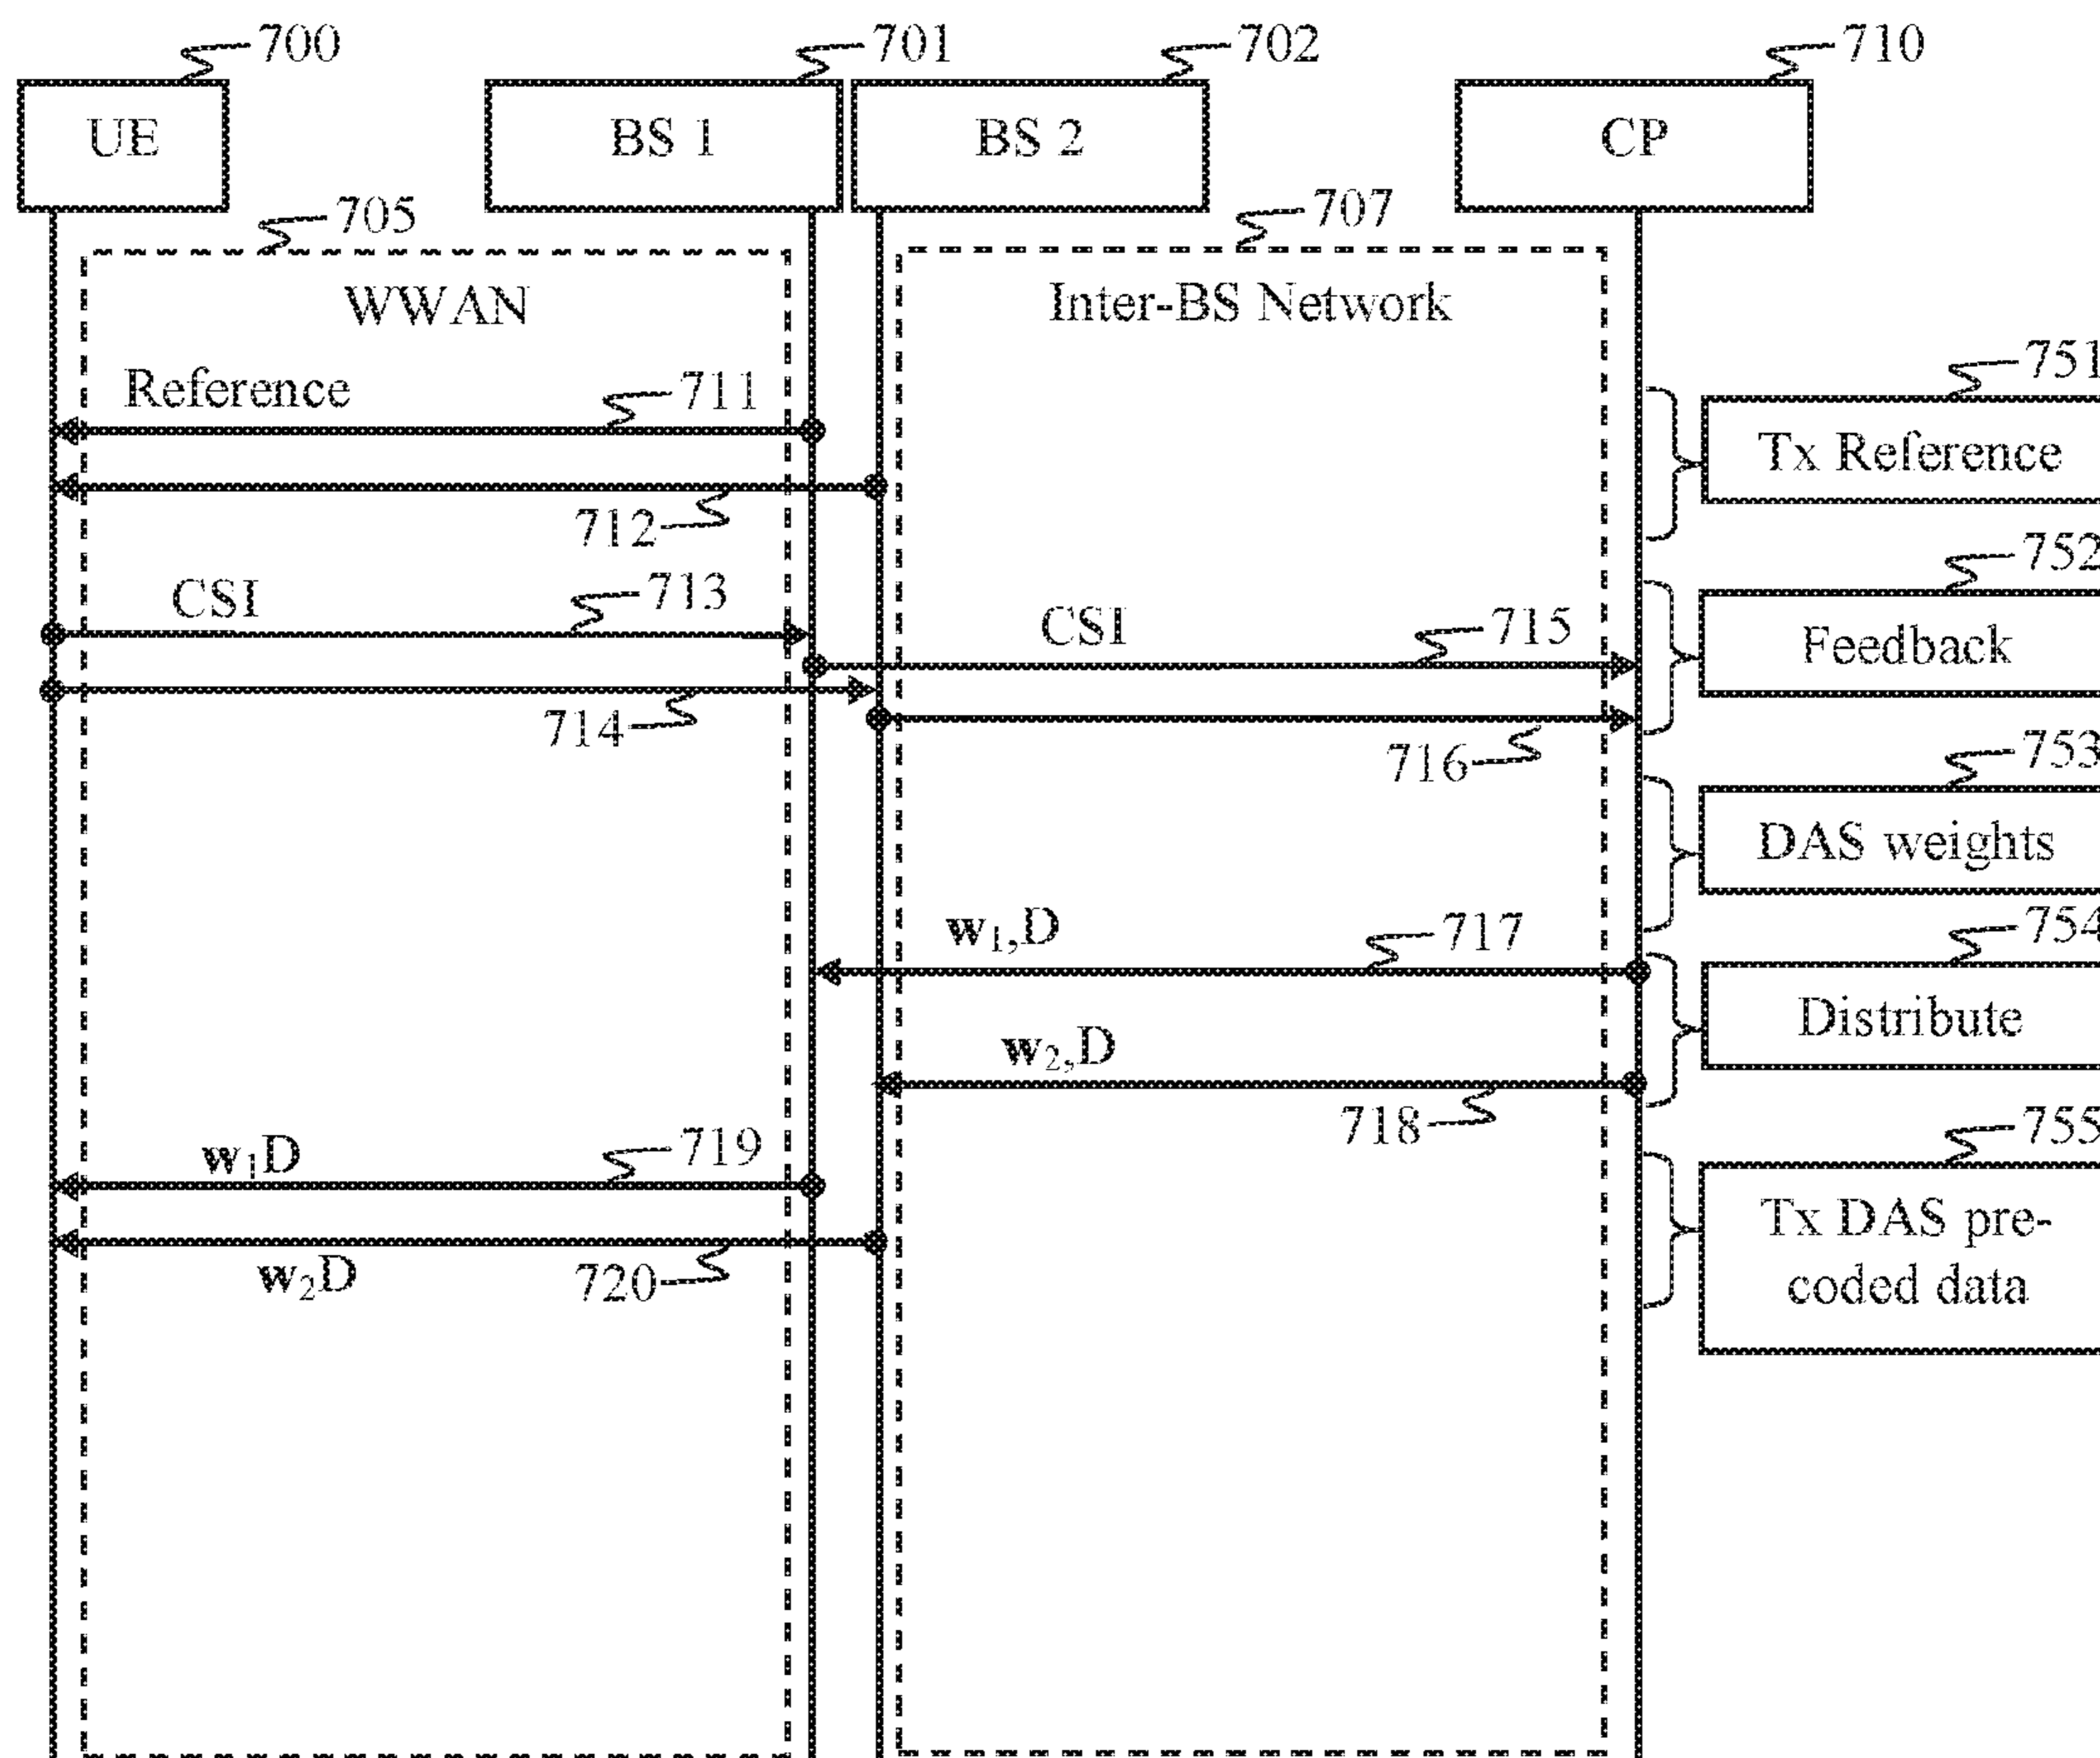 700
701
702
710
UE
BS 1
BS 2
CP
705
707
WWAN
Inter-BS Network
751
Reference
711
Tx Reference
712
752
CSI
713
CSI
715
Feedback
714
716
753
DAS weights
w₁,D
717
754
Distribute
w₂,D
718
755
w₁D
719
Tx DAS pre-
coded data
w₂D
720